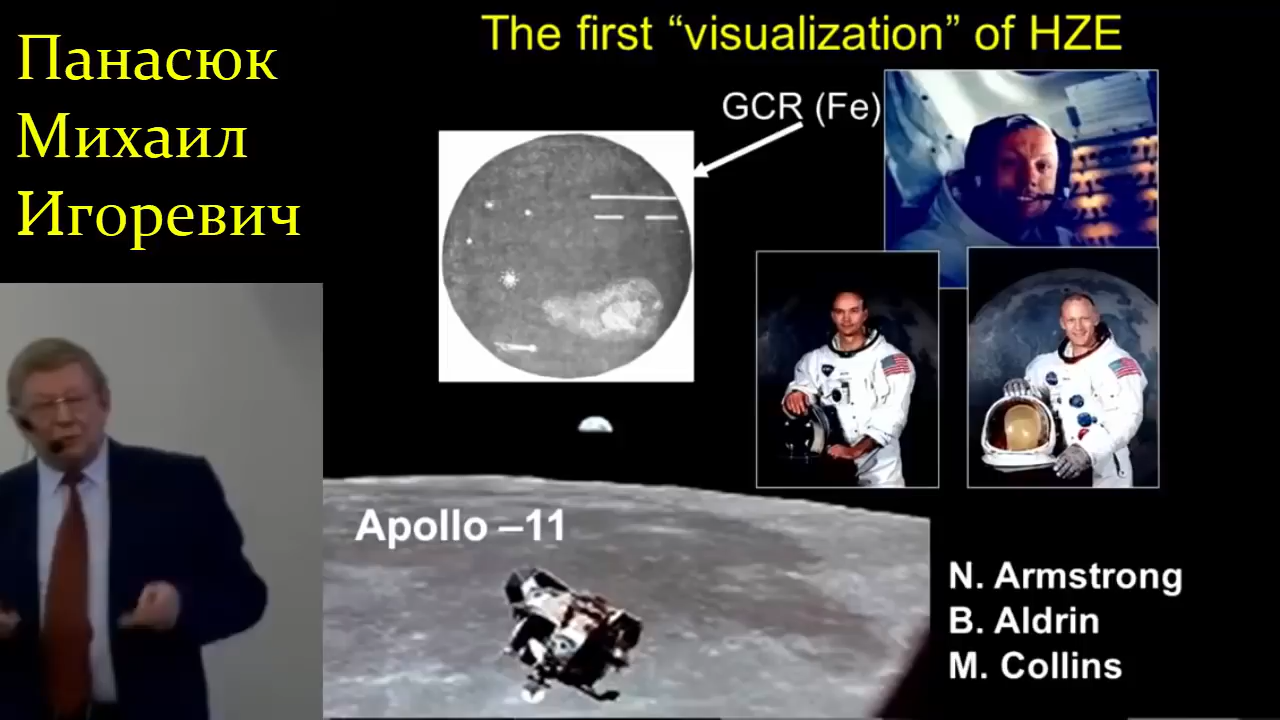 Панасюк
Михаил
Игоревич
The first “visualization” of HZE
GCR (Fe)
Apollo –11
N. Armstrong
B. Aldrin
M. Collins